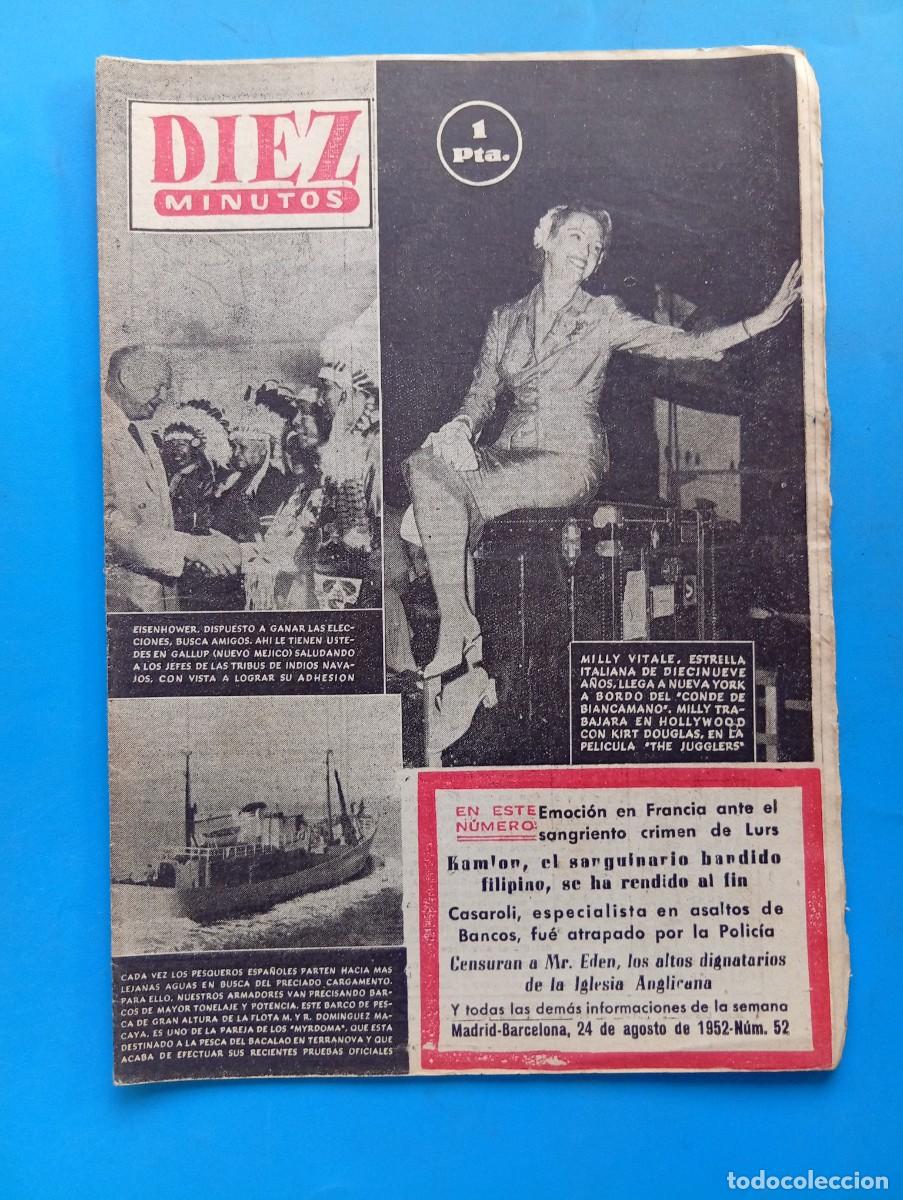 DIEZ
MINUTOS
1
Pta.
EISENHOWER, DISPUESTO A GANAR LAS ELEC-
CIONES, BUSCA AMIGOS. AHI LE TIENEN USTE-
DES EN GALLUP (NUEVO MEJICO) SALUDANDO
A LOS JEFES DE LAS TRIBUS DE INDIOS NAVA-
JOS, CON VISTA A LOGRAR SU ADHESION
MILLY VITALE, ESTRELLA
ITALIANA DE DIECINUEVE
AÑOS, LLEGA A NUEVA YORK
A BORDO DEL "CONDE DE
BIANCAMANO". MILLY TRA-
BAJARA EN HOLLYWOOD
CON KIRT DOUGLAS, EN LA
PELICULA "THE JUGGLERS"
CADA VEZ LOS PESQUEROS ESPAÑOLES PARTEN HACIA MAS
LEJANAS AGUAS EN BUSCA DEL PRECIADO CARGAMENTO.
PARA ELLO, NUESTROS ARMADORES VAN PRECISANDO BAR-
COS DE MAYOR TONELAJE Y POTENCIA. ESTE BARCO DE PES-
CA DE GRAN ALTURA DE LA FLOTA M. Y R. DOMINGUEZ MA-
CAYA, ES UNO DE LA PAREJA DE LOS "MYRDOMA", QUE ESTA
DESTINADO A LA PESCA DEL BACALAO EN TERRANOVA Y QUE
ACABA DE EFECTUAR SUS RECIENTES PRUEBAS OFICIALES
EN ESTE NÚMERO: Emoción en Francia ante el
sangriento crimen de Lurs
Kamlon, el sanguinario bandido
filipino, se ha rendido al fin
Casaroli, especialista en asaltos de
Bancos, fué atrapado por la Policía
Censuran a Mr. Eden, los altos dignatarios
de la Iglesia Anglicana
Y todas las demás informaciones de la semana
Madrid-Barcelona, 24 de agosto de 1952-Núm. 52
todocoleccion